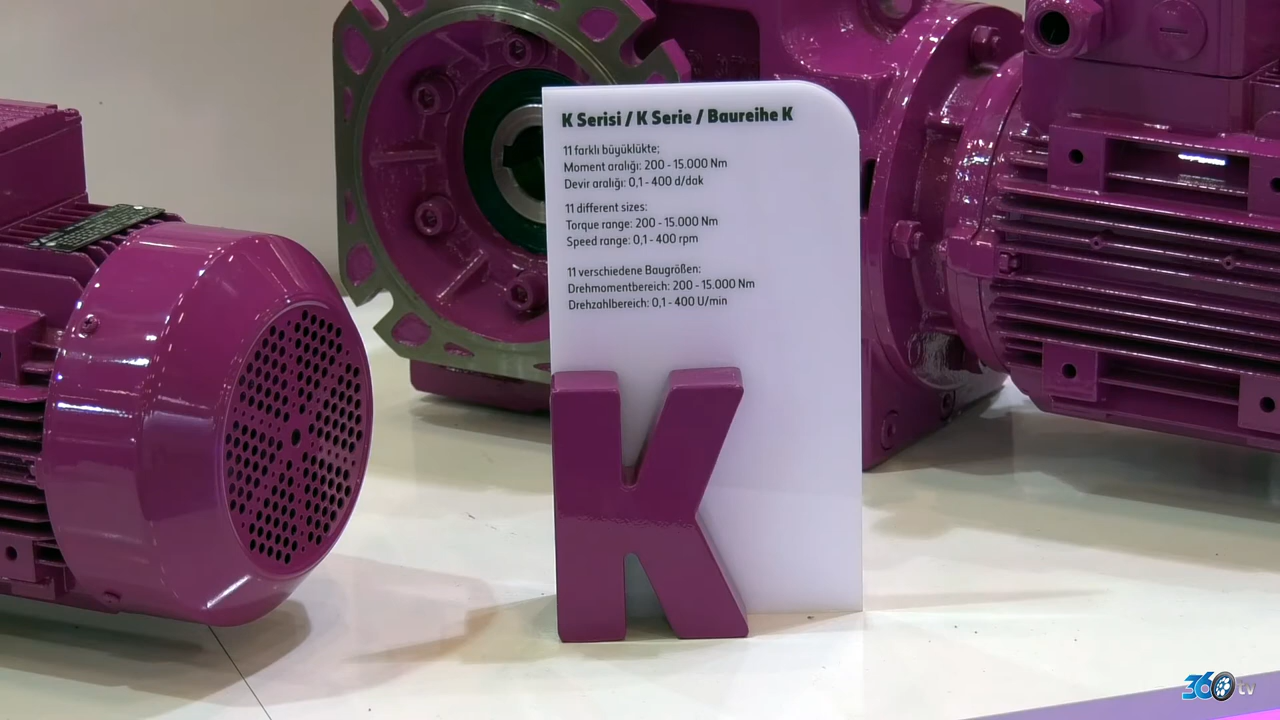 K Serisi / K Serie / Baureihe K
11 farklı büyüklükte;
Moment aralığı: 200 - 15.000 Nm
Devir aralığı: 0,1 - 400 d/dak
11 different sizes:
Torque range: 200 - 15.000 Nm
Speed range: 0,1 - 400 rpm
11 verschiedene Baugrößen:
Drehmomentbereich: 200 - 15.000 Nm
Drehzahlbereich: 0,1 - 400 U/min
K
360 tv